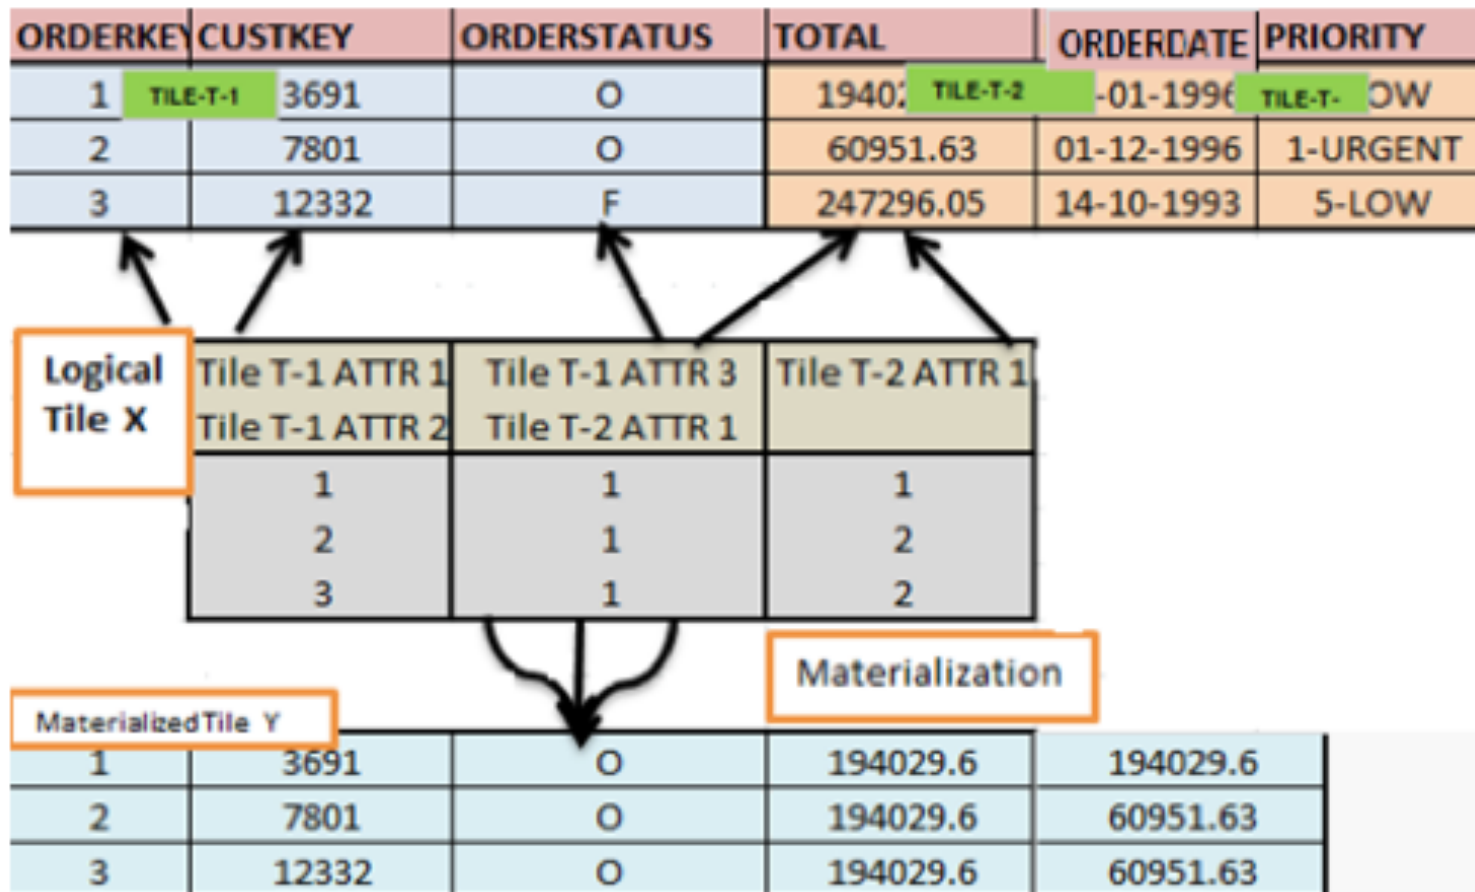 ORDERKEY CUSTKEY ORDERSTATUS TOTAL ORDERDATE PRIORITY
1 TILE-T-1 3691 O 1940 TILE-T-2 -01-1996 TILE-T- OW
2 7801 O 60951.63 01-12-1996 1-URGENT
3 12332 F 247296.05 14-10-1993 5-LOW
Logical
Tile X
Tile T-1 ATTR 1 Tile T-1 ATTR 3 Tile T-2 ATTR 1
Tile T-1 ATTR 2 Tile T-2 ATTR 1
1 1 1
2 1 2
3 1 2
Materialization
Materialized Tile Y
1 3691 O 194029.6 194029.6
2 7801 O 194029.6 60951.63
3 12332 O 194029.6 60951.63